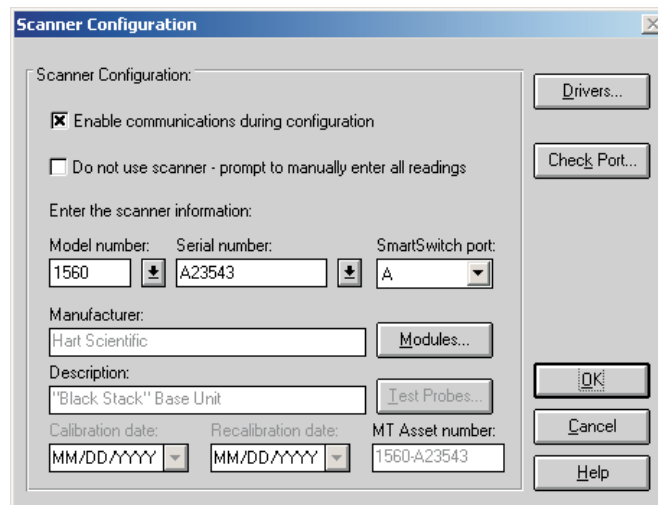 Scanner Configuration
Scanner Configuration:
Drivers...
Enable communications during configuration
Do not use scanner - prompt to manually enter all readings
Check Port...
Enter the scanner information:
Model number: Serial number: SmartSwitch port:
1560 A23543 A
Manufacturer:
Hart Scientific Modules...
Description:
"Black Stack" Base Unit Test Probes...
OK
Calibration date: Recalibration date: MT Asset number:
Cancel
MM/DD/YYYY MM/DD/YYYY 1560-A23543
Help